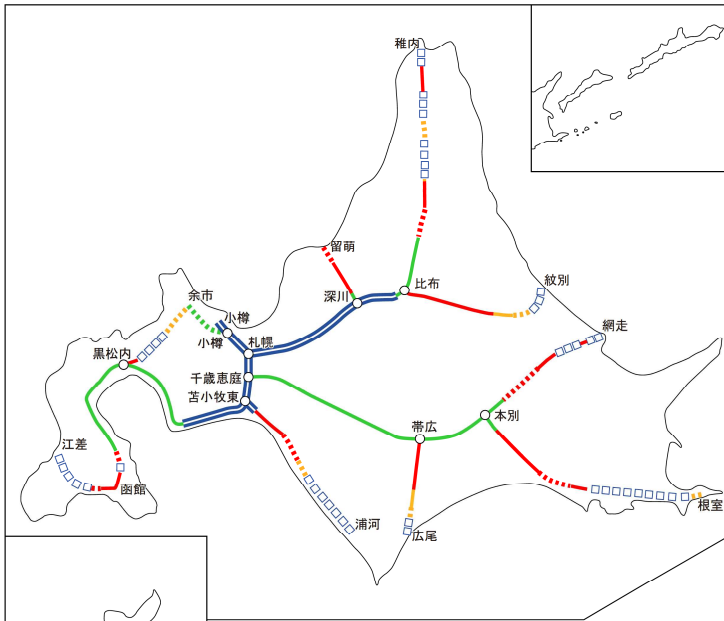 稚内
留萌
比布
紋別
深川
余市
小樽
小樽
札幌
網走
黒松内
千歳恵庭
苫小牧東
帯広
本別
江差
函館
浦河
広尾
根室